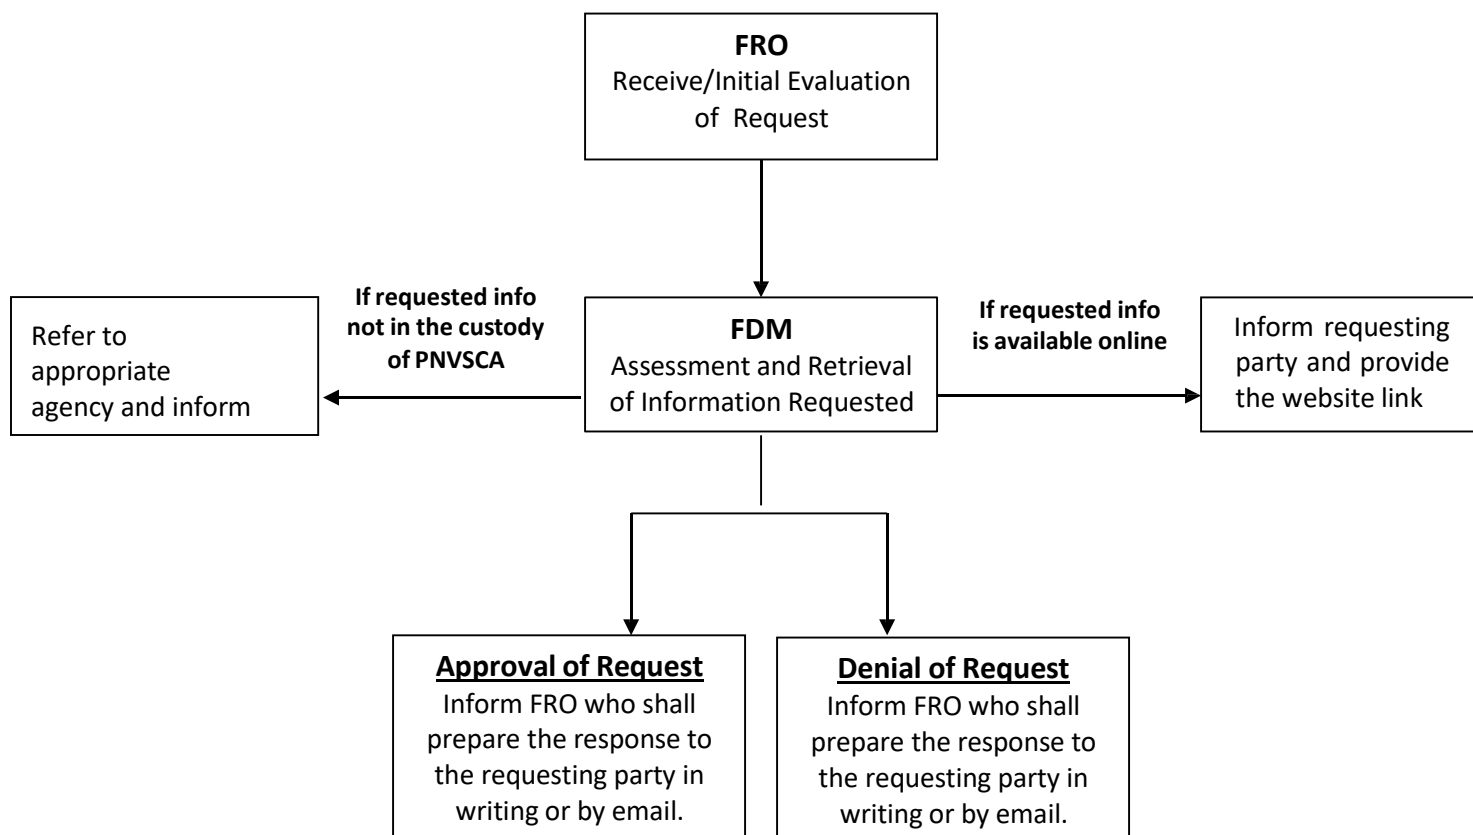 FRO
Receive/Initial Evaluation
of Request
If requested info
not in the custody
of PNVSCA
Refer to
appropriate
agency and inform
FDM
Assessment and Retrieval
of Information Requested
If requested info
is available online
Inform requesting
party and provide
the website link
Approval of Request
Inform FRO who shall
prepare the response to
the requesting party in
writing or by email.
Denial of Request
Inform FRO who shall
prepare the response to
the requesting party in
writing or by email.